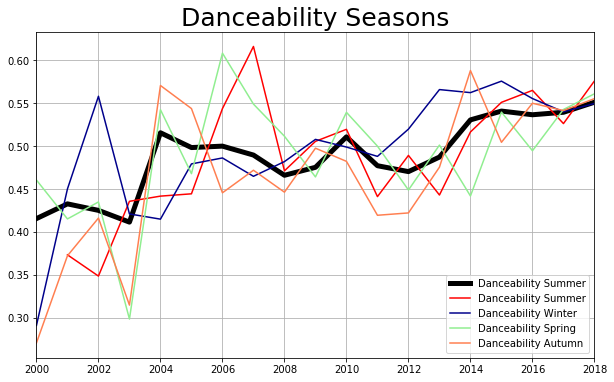 Danceability Seasons
0.60
0.55
0.50
0.45
0.40
0.35
0.30
Danceability Summer
Danceability Summer
Danceability Winter
Danceability Spring
Danceability Autumn
2000 2002 2004 2006 2008 2010 2012 2014 2016 2018